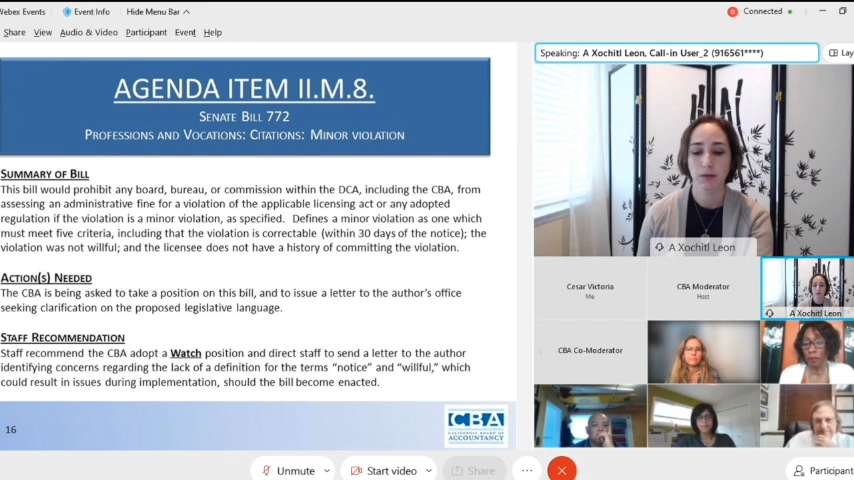 Webex Events Event Info Hide Menu Bar Connected
Share View Audio & Video Participant Event Help
Speaking: A Xochitl Leon, Call-in User_2 (916561****) Lay
AGENDA ITEM II.M.8.
SENATE BILL 772
PROFESSIONS AND VOCATIONS: CITATIONS: MINOR VIOLATION
SUMMARY OF BILL
This bill would prohibit any board, bureau, or commission within the DCA, including the CBA, from
assessing an administrative fine for a violation of the applicable licensing act or any adopted
regulation if the violation is a minor violation, as specified. Defines a minor violation as one which
must meet five criteria, including that the violation is correctable (within 30 days of the notice); the
violation was not willful; and the licensee does not have a history of committing the violation.
ACTION(S) NEEDED
The CBA is being asked to take a position on this bill, and to issue a letter to the author's office
seeking clarification on the proposed legislative language.
STAFF RECOMMENDATION
Staff recommend the CBA adopt a Watch position and direct staff to send a letter to the author
identifying concerns regarding the lack of a definition for the terms "notice" and "willful," which
could result in issues during implementation, should the bill become enacted.
16
CBA
CALIFORNIA BOARD OF
ACCOUNTANCY
A Xochitl Leon
Cesar Victoria
Me
CBA Moderator
Host
A Xochitl Leon
CBA Co-Moderator
Unmute Start video Share Participant